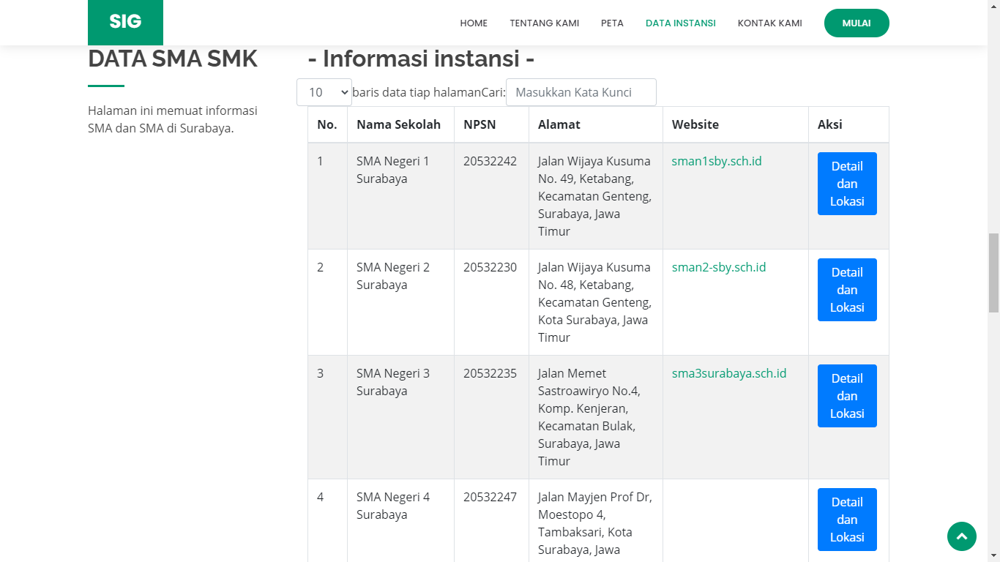 SIG
HOME TENTANG KAMI PETA DATA INSTANSI KONTAK KAMI MULAI
DATA SMA SMK
Halaman ini memuat informasi
SMA dan SMA di Surabaya.
- Informasi instansi -
10 baris data tiap halamanCari: Masukkan Kata Kunci
No. Nama Sekolah NPSN Alamat Website Aksi
1
SMA Negeri 1
Surabaya
20532242
Jalan Wijaya Kusuma
No. 49, Ketabang,
Kecamatan Genteng,
Surabaya, Jawa
Timur
sman1sby.sch.id
Detail
dan
Lokasi
2
SMA Negeri 2
Surabaya
20532230
Jalan Wijaya Kusuma
No. 48, Ketabang,
Kecamatan Genteng,
Kota Surabaya, Jawa
Timur
sman2-sby.sch.id
Detail
dan
Lokasi
3
SMA Negeri 3
Surabaya
20532235
Jalan Memet
Sastroawiryo No.4,
Komp. Kenjeran,
Kecamatan Bulak,
Surabaya, Jawa
Timur
sma3surabaya.sch.id
Detail
dan
Lokasi
4
SMA Negeri 4
Surabaya
20532247
Jalan Mayjen Prof Dr,
Moestopo 4,
Tambaksari, Kota
Surabaya, Jawa
Detail
dan
Lokasi